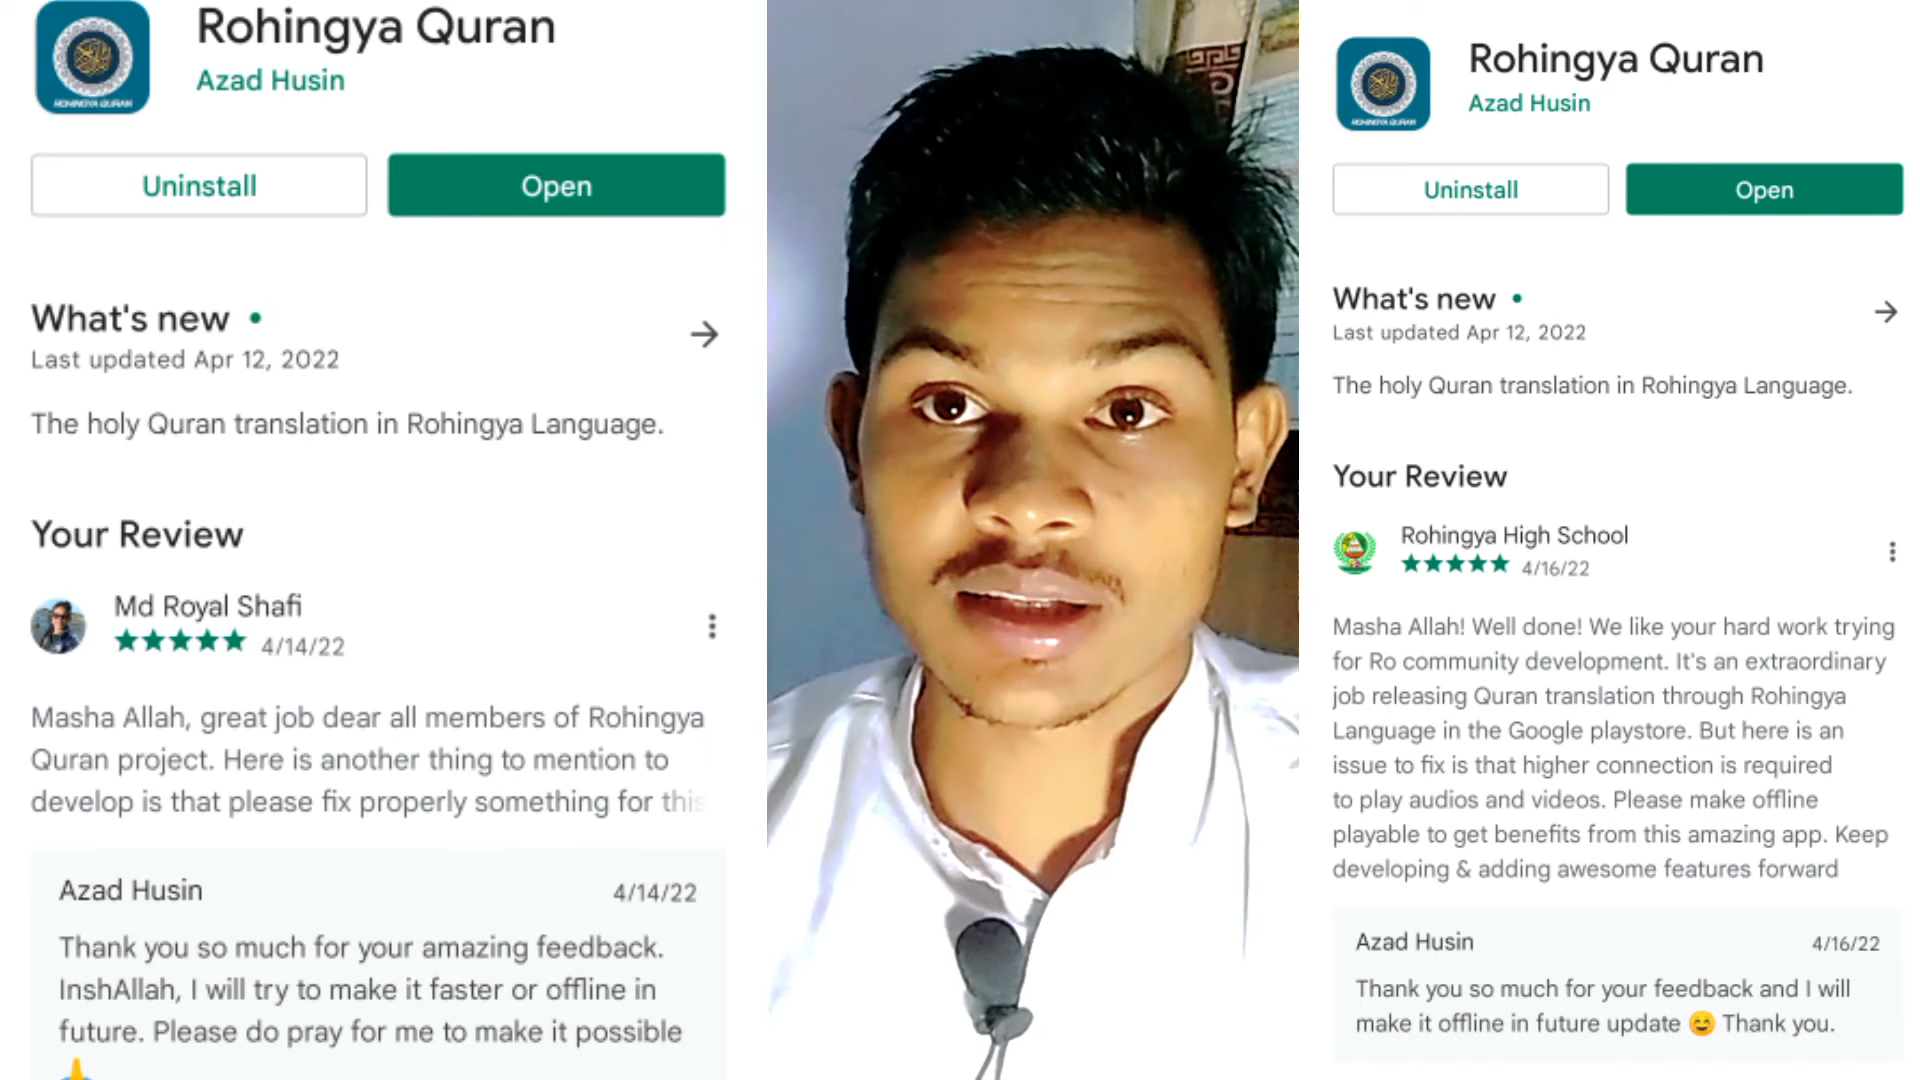 ROHINGYA QURAN
Rohingya Quran
Azad Husin
Uninstall
Open
What's new
Last updated Apr 12, 2022
The holy Quran translation in Rohingya Language.
Your Review
Md Royal Shafi
4/14/22
Masha Allah, great job dear all members of Rohingya
Quran project. Here is another thing to mention to
develop is that please fix properly something for this
Azad Husin
4/14/22
Thank you so much for your amazing feedback.
InshAllah, I will try to make it faster or offline in
future. Please do pray for me to make it possible
ROHINGYA QURAN
Rohingya Quran
Azad Husin
Uninstall
Open
What's new
Last updated Apr 12, 2022
The holy Quran translation in Rohingya Language.
Your Review
Rohingya High School
4/16/22
Masha Allah! Well done! We like your hard work trying
for Ro community development. It's an extraordinary
job releasing Quran translation through Rohingya
Language in the Google playstore. But here is an
issue to fix is that higher connection is required
to play audios and videos. Please make offline
playable to get benefits from this amazing app. Keep
developing & adding awesome features forward
Azad Husin
4/16/22
Thank you so much for your feedback and I will
make it offline in future update 😊 Thank you.